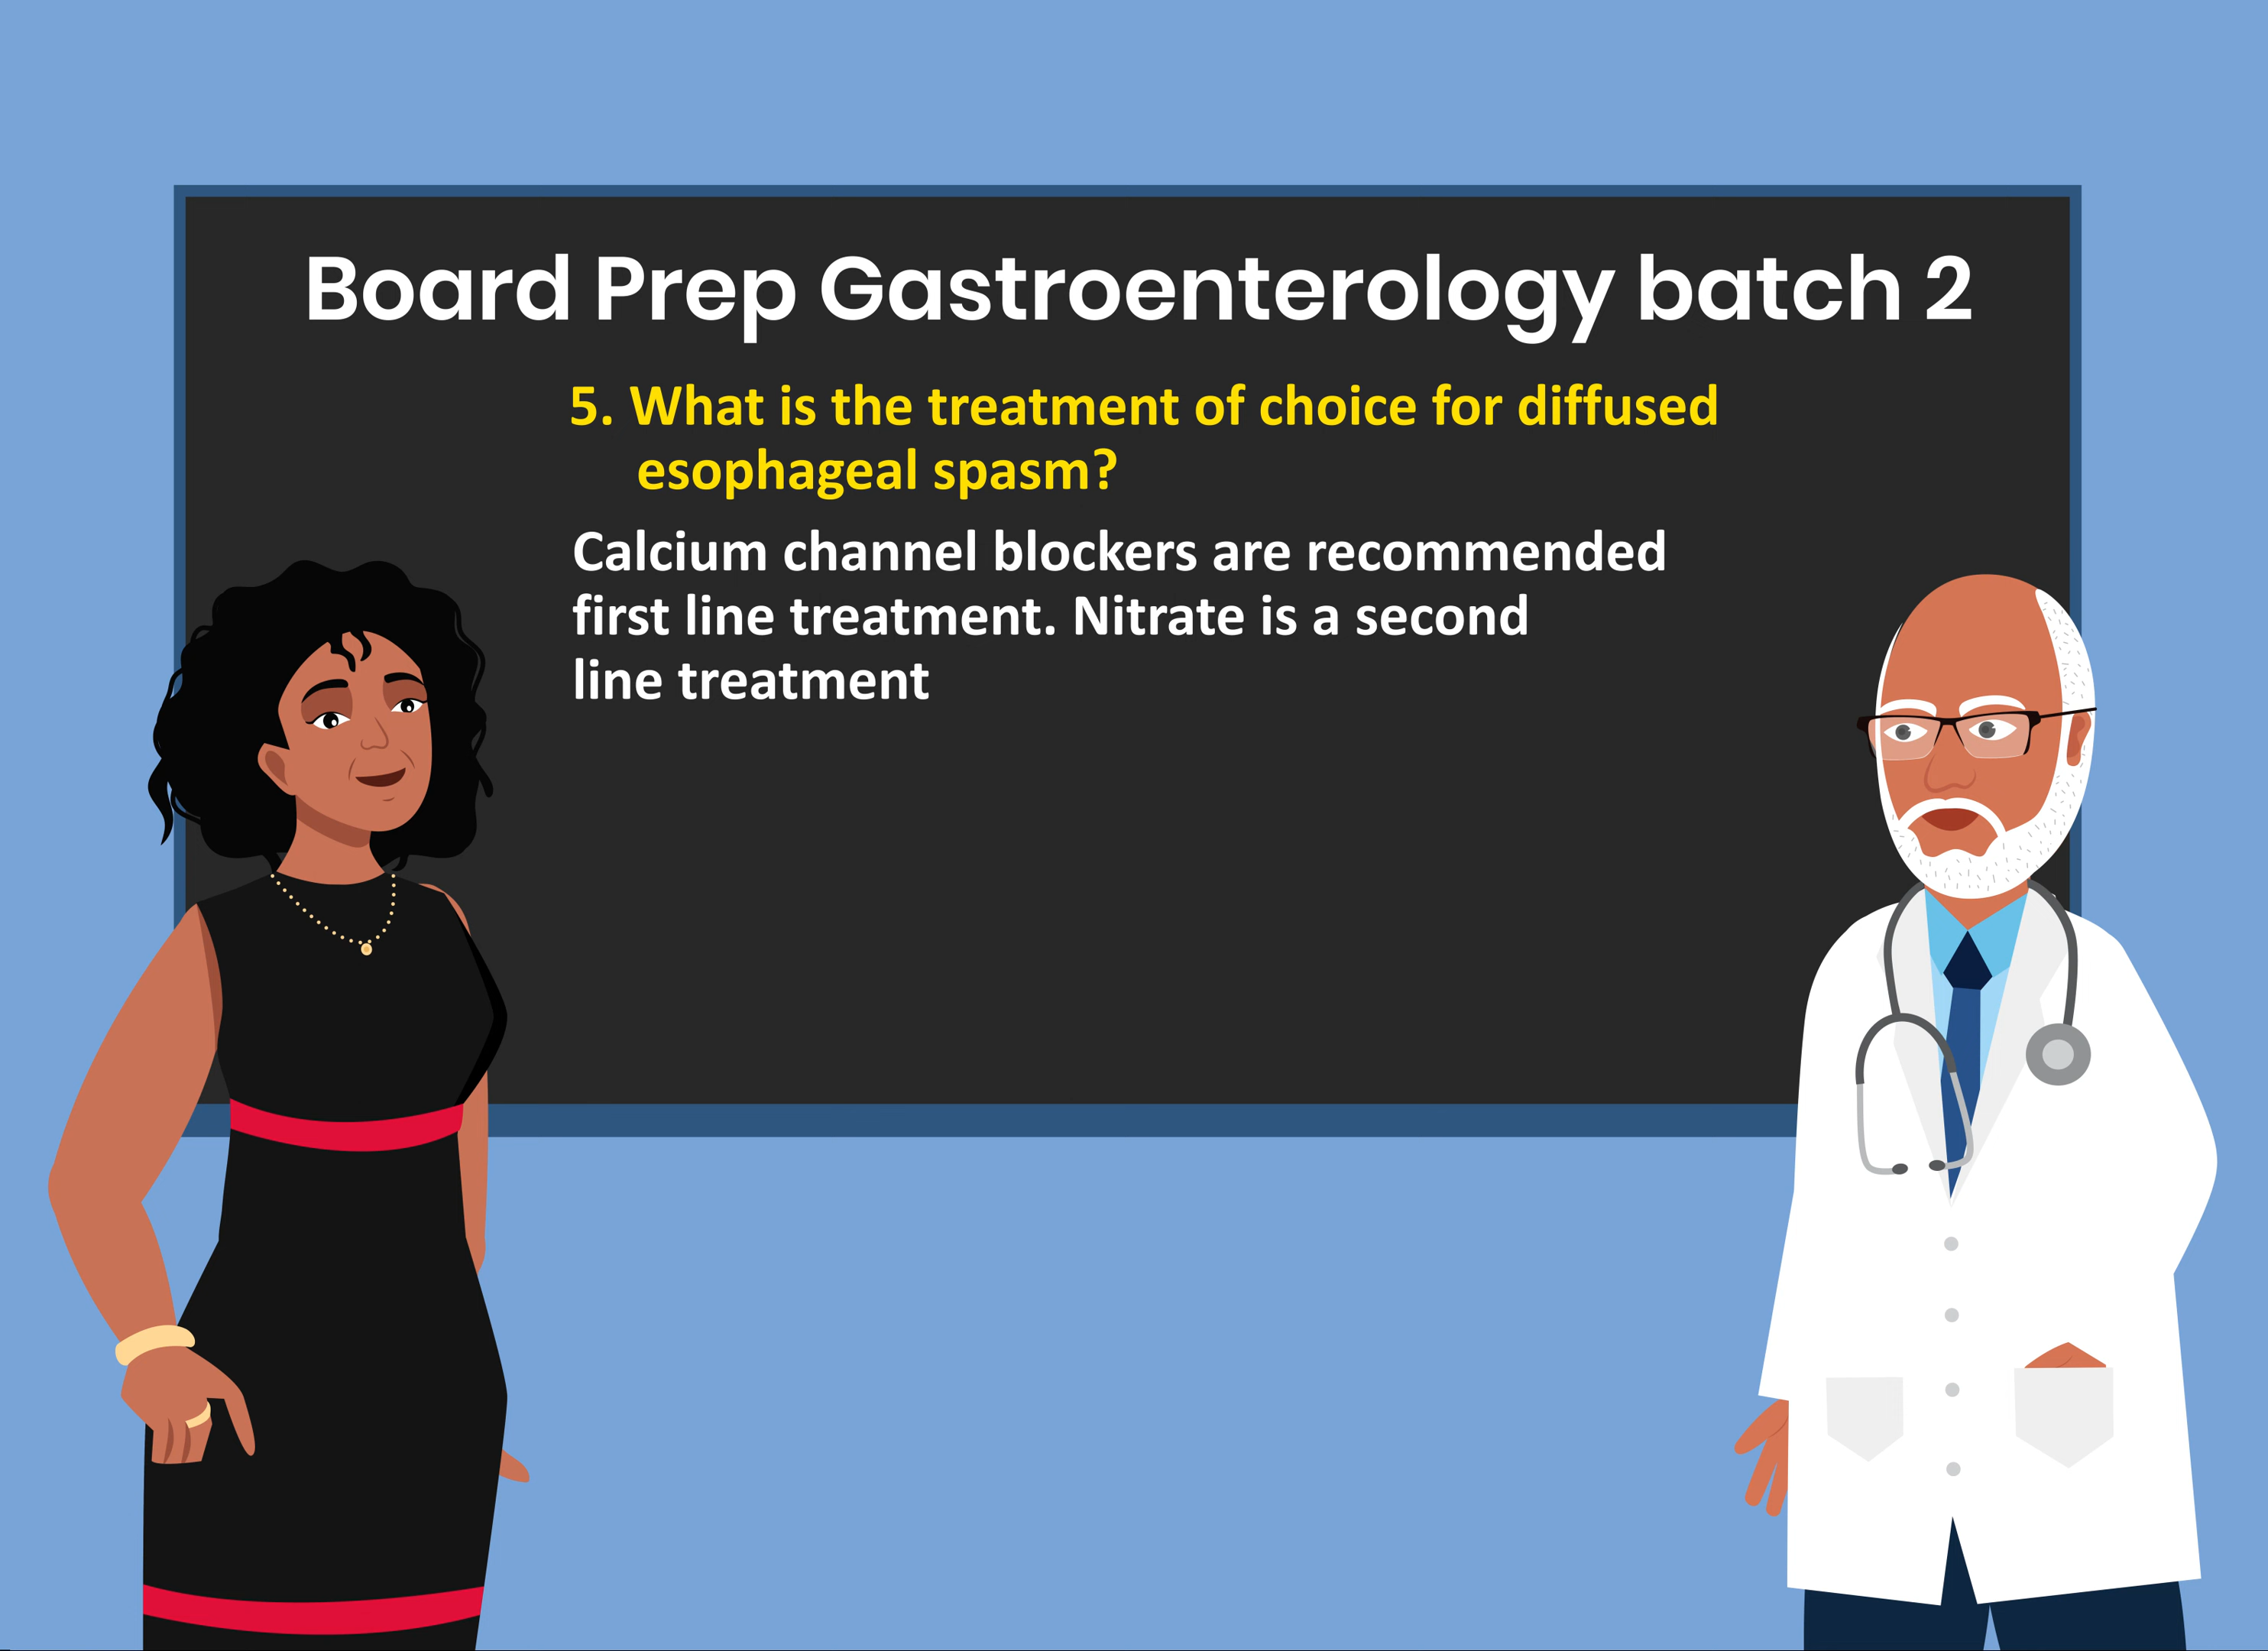 Board Prep Gastroenterology batch 2
5. What is the treatment of choice for diffused
esophageal spasm?
Calcium channel blockers are recommended
first line treatment. Nitrate is a second
line treatment